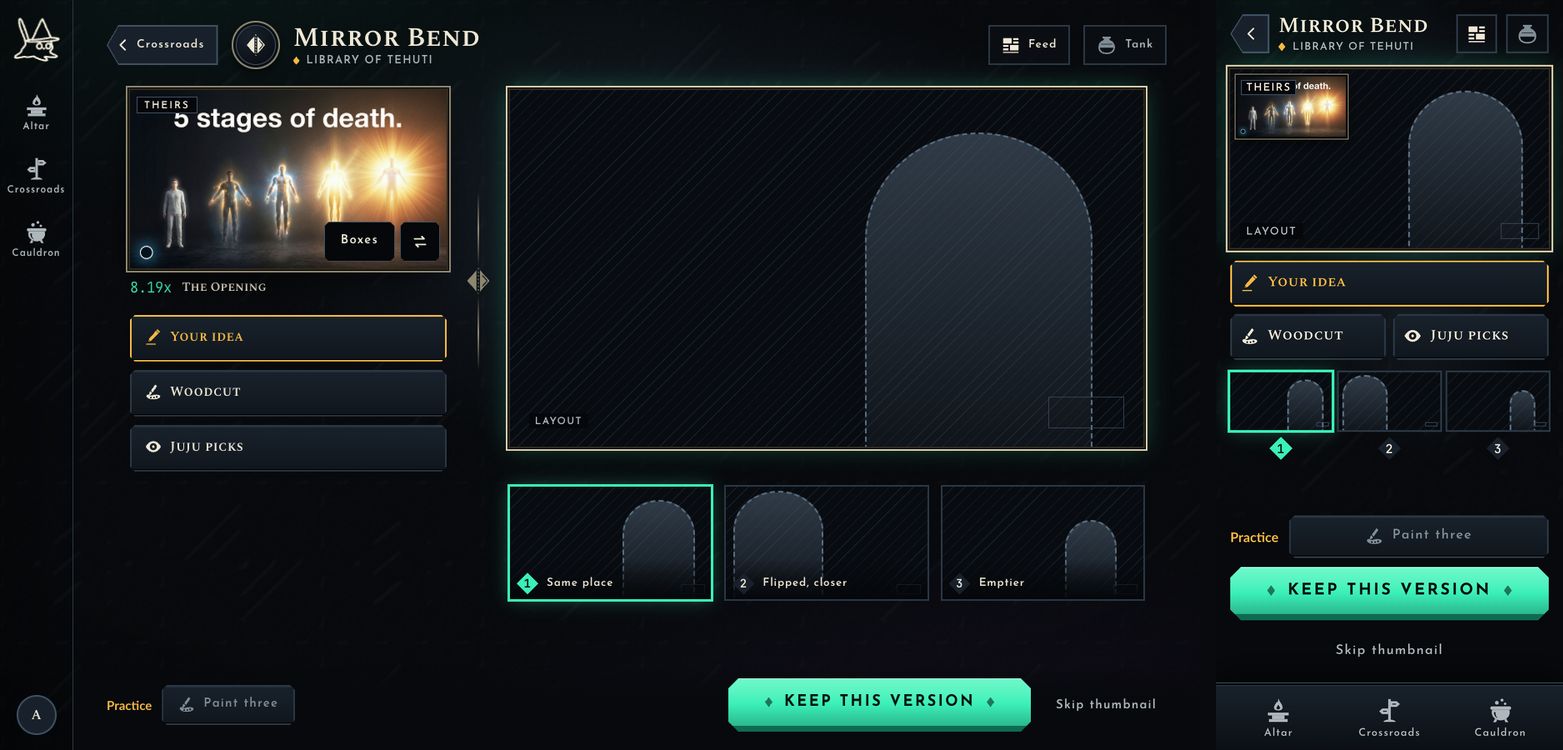 Crossroads
MIRROR BEND
LIBRARY OF TEHUTI
Feed
Tank
Altar
Crossroads
Cauldron
THEIRS
5 stages of death.
Boxes
8.19x THE OPENING
YOUR IDEA
WOODCUT
JUJU PICKS
LAYOUT
1 Same place
2 Flipped, closer
3 Emptier
A
Practice
Paint three
KEEP THIS VERSION
Skip thumbnail
MIRROR BEND
LIBRARY OF TEHUTI
THEIRS
of death.
LAYOUT
YOUR IDEA
WOODCUT
JUJU PICKS
1
2
3
Practice
Paint three
KEEP THIS VERSION
Skip thumbnail
Altar
Crossroads
Cauldron